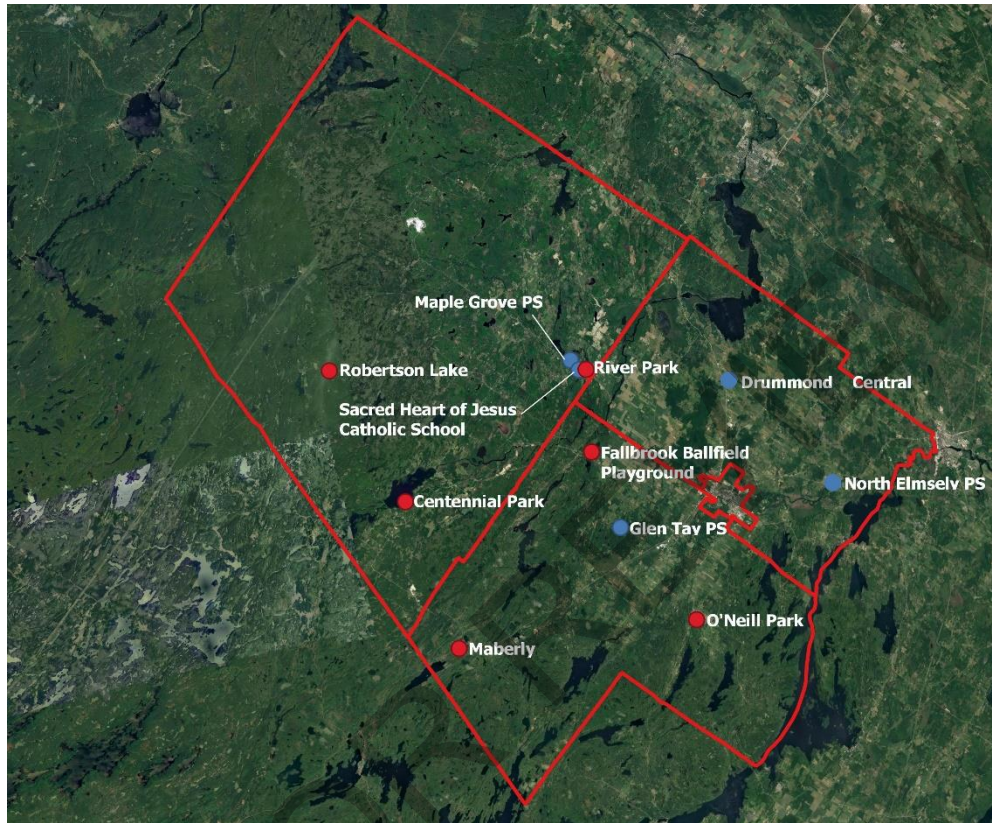 Maple Grove PS
River Park
Robertson Lake
Drummond Central
Sacred Heart of Jesus
Catholic School
Fallbrook Ballfield
Playground
North Elmsely PS
Centennial Park
Glen Tay PS
O'Neill Park
Maberly